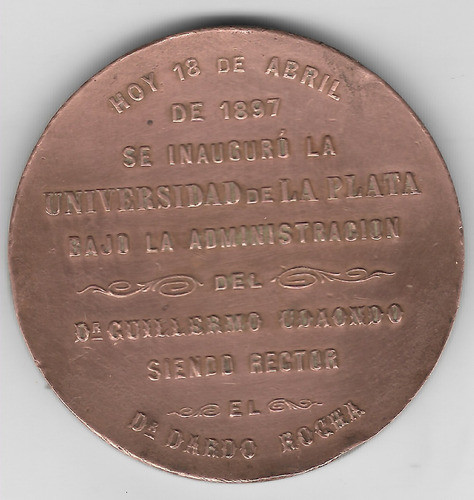 HOY 18 DE ABRIL
DE 1897
SE INAUGURÓ LA
UNIVERSIDAD DE LA PLATA
BAJO LA ADMINISTRACION
DEL
DR GUILLERMO UDAONDO
SIENDO RECTOR
EL
DR DARDO ROCHA